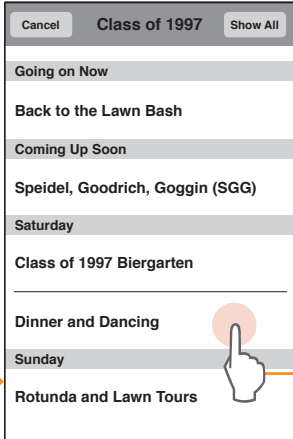 Cancel Class of 1997 Show All
Going on Now
Back to the Lawn Bash
Coming Up Soon
Speidel, Goodrich, Goggin (SGG)
Saturday
Class of 1997 Biergarten
Dinner and Dancing
Sunday
Rotunda and Lawn Tours